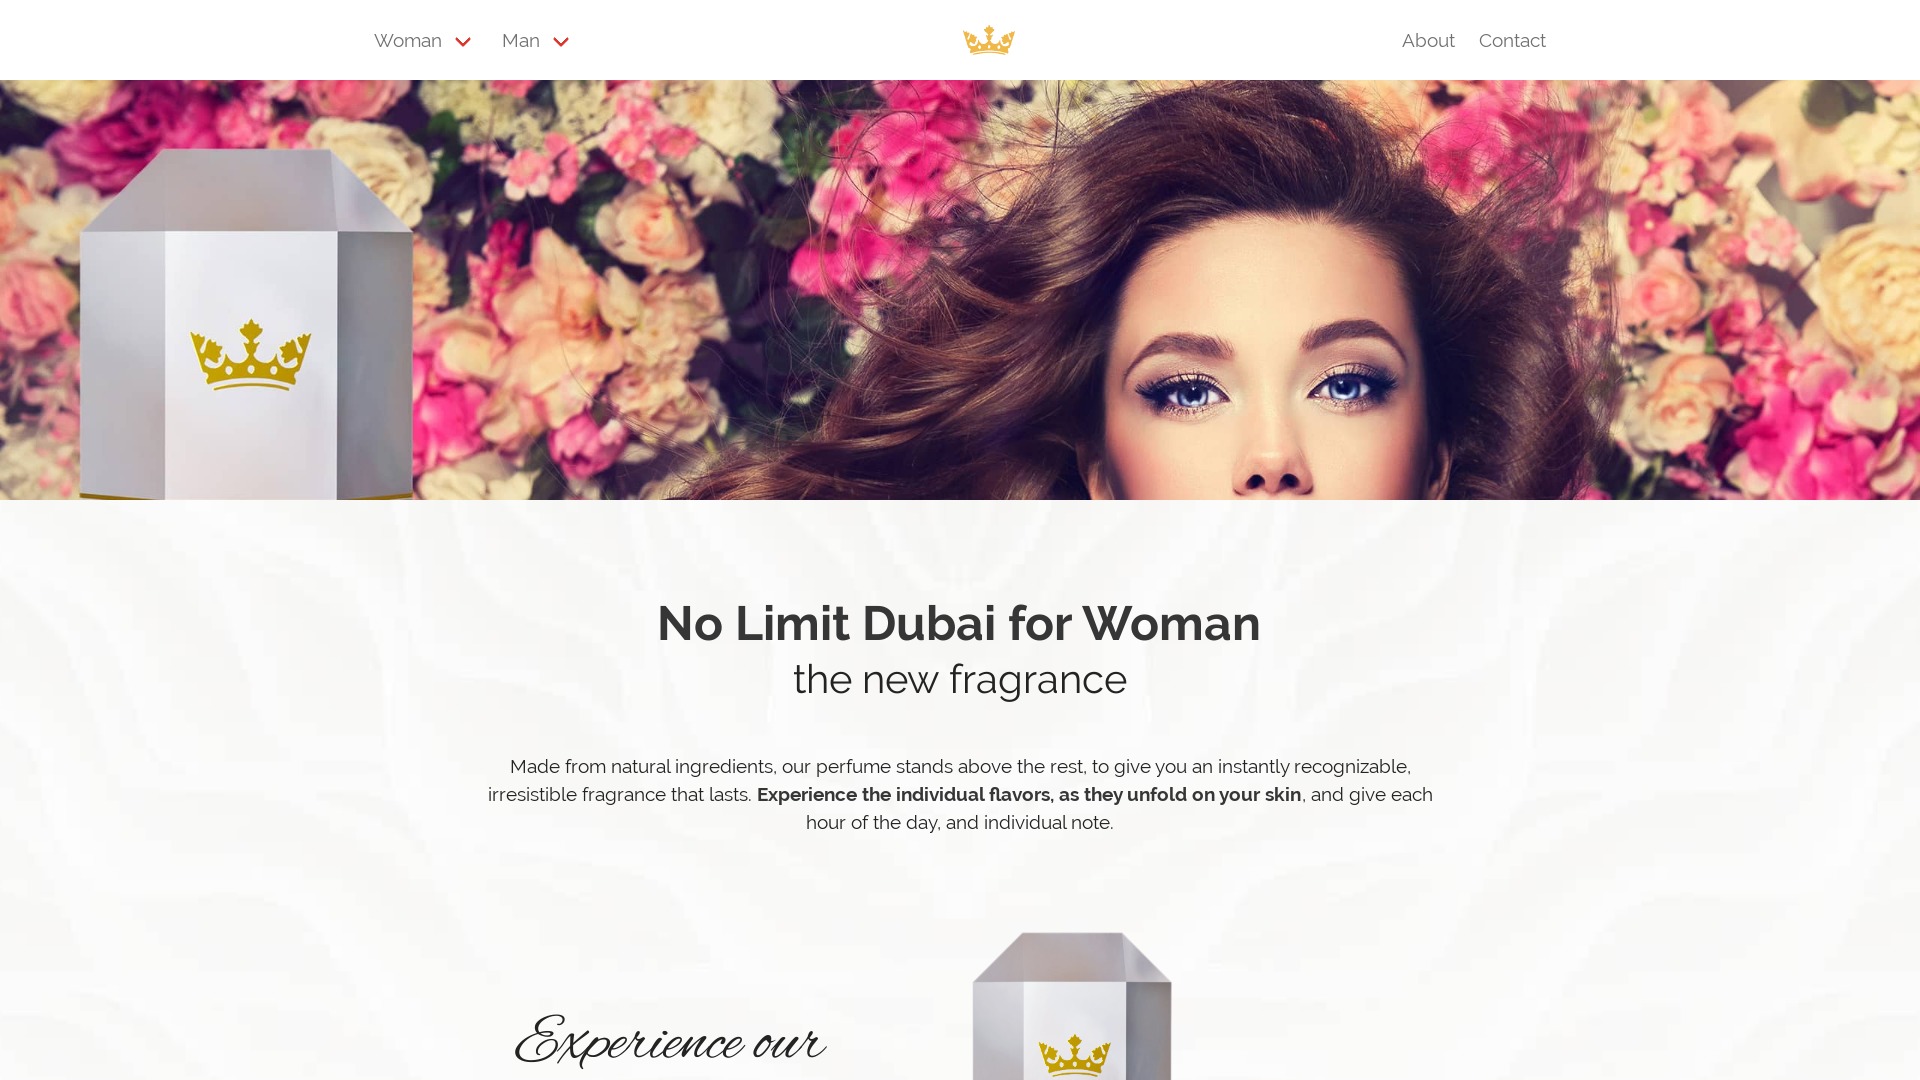 Woman
Man
About
Contact
No Limit Dubai for Woman
the new fragrance
Made from natural ingredients, our perfume stands above the rest, to give you an instantly recognizable,
irresistible fragrance that lasts. Experience the individual flavors, as they unfold on your skin, and give each
hour of the day, and individual note.
Experience our